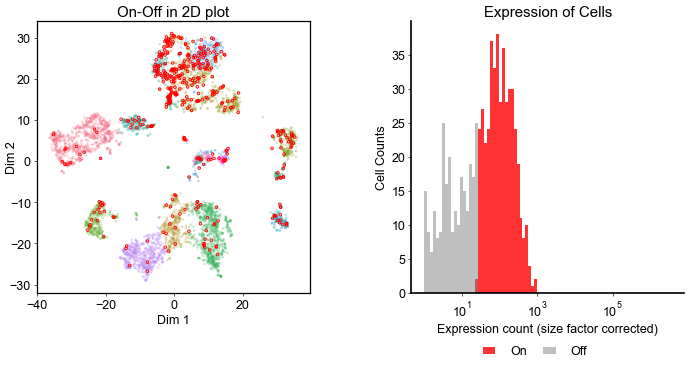 On-Off in 2D plot
Dim 2
30
20
10
0
−10
−20
−30
−40
−20
0
20
Dim 1
Expression of Cells
Cell Counts
35
30
25
20
15
10
5
0
10^1
10^3
10^5
Expression count (size factor corrected)
On
Off